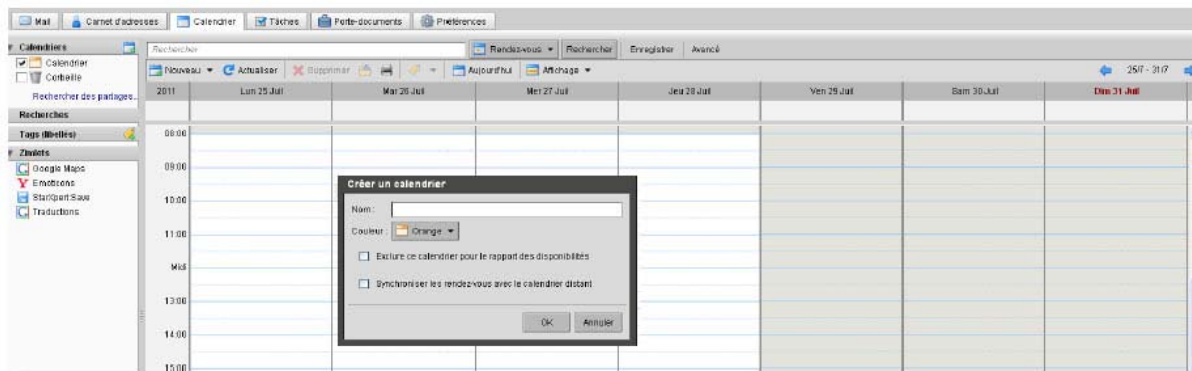 Mail Carnet d'adresses Calendrier Tâches Porte-documents Préférences
Calendriers
Calendrier
Corbeille
Rechercher des partages...
Recherches
Tags (libellés)
Zimlets
Google Maps
Emoticons
StarXpert Save
Traductions
Rechercher Rendez-vous Rechercher Enregistrer Avancé
Nouveau Actualiser Supprimer Aujourd'hui Affichage 25/7 - 31/7
2011 Lun 25 Juil Mar 26 Juil Mer 27 Juil Jeu 28 Juil Ven 29 Juil Sam 30 Juil Dim 31 Juil
08:00
09:00
10:00
11:00
Midi
13:00
14:00
15:00
Créer un calendrier
Nom :
Couleur : Orange
Exclure ce calendrier pour le rapport des disponibilités
Synchroniser les rendez-vous avec le calendrier distant
OK Annuler